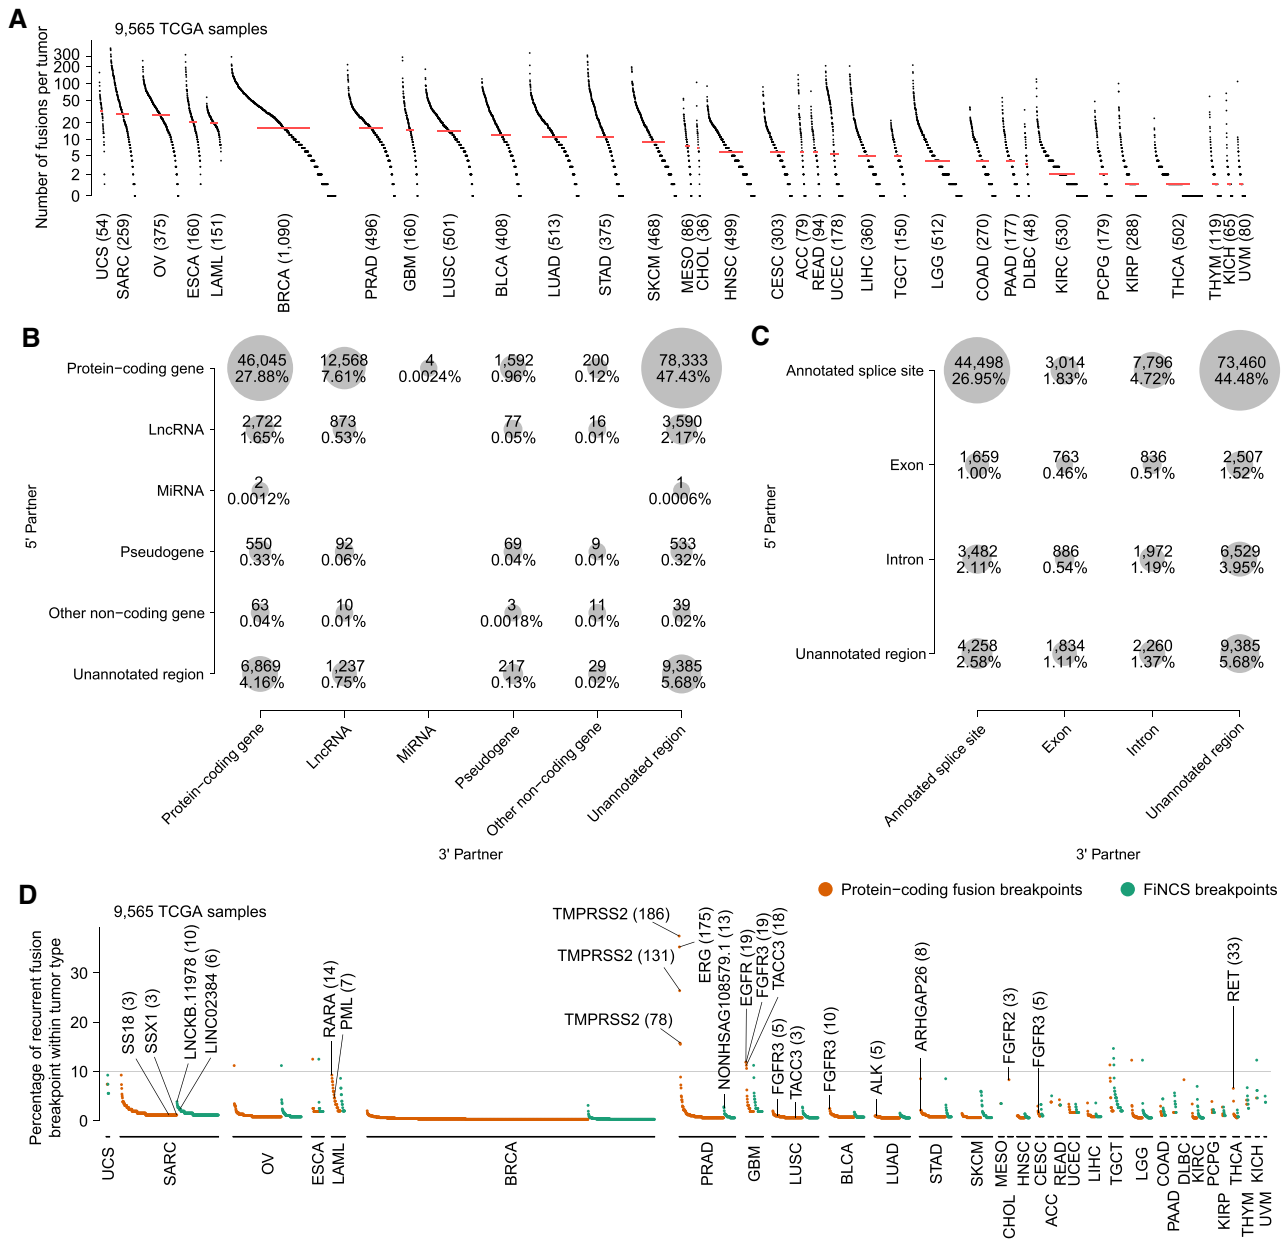 A
9,565 TCGA samples
Number of fusions per tumor
300
200
100
50
20
10
5
2
0
UCS (54)
SARC (259)
OV (375)
ESCA (160)
LAML (151)
BRCA (1,090)
PRAD (496)
GBM (160)
LUSC (501)
BLCA (408)
LUAD (513)
STAD (375)
SKCM (468)
MESO (86)
CHOL (36)
HNSC (499)
CESC (303)
ACC (79)
READ (94)
UCEC (178)
LIHC (360)
TGCT (150)
LGG (512)
COAD (270)
PAAD (177)
DLBC (48)
KIRC (530)
PCPG (179)
KIRP (288)
THCA (502)
THYM (119)
KICH (65)
UVM (80)
B
5' Partner
Protein−coding gene
46,045 12,568 4 1,592 200 78,333
27.88% 7.61% 0.0024% 0.96% 0.12% 47.43%
LncRNA
2,722 873 77 16 3,590
1.65% 0.53% 0.05% 0.01% 2.17%
MiRNA
2 1
0.0012% 0.0006%
Pseudogene
550 92 69 9 533
0.33% 0.06% 0.04% 0.01% 0.32%
Other non−coding gene
63 10 3 11 39
0.04% 0.01% 0.0018% 0.01% 0.02%
Unannotated region
6,869 1,237 217 29 9,385
4.16% 0.75% 0.13% 0.02% 5.68%
Protein−coding gene
LncRNA
MiRNA
Pseudogene
Other non−coding gene
Unannotated region
3' Partner
C
5' Partner
Annotated splice site
44,498 3,014 7,796 73,460
26.95% 1.83% 4.72% 44.48%
Exon
1,659 763 836 2,507
1.00% 0.46% 0.51% 1.52%
Intron
3,482 886 1,972 6,529
2.11% 0.54% 1.19% 3.95%
Unannotated region
4,258 1,834 2,260 9,385
2.58% 1.11% 1.37% 5.68%
Annotated splice site
Exon
Intron
Unannotated region
3' Partner
D
Protein−coding fusion breakpoints
FiNCS breakpoints
9,565 TCGA samples
Percentage of recurrent fusion
breakpoint within tumor type
30
20
10
0
SS18 (3)
SSX1 (3)
LNCKB.11978 (10)
LINC02384 (6)
RARA (14)
PML (7)
TMPRSS2 (186)
TMPRSS2 (131)
TMPRSS2 (78)
ERG (175)
NONHSAG108579.1 (13)
EGFR (19)
FGFR3 (19)
TACC3 (18)
FGFR3 (5)
TACC3 (3)
FGFR3 (10)
ALK (5)
ARHGAP26 (8)
FGFR2 (3)
FGFR3 (5)
RET (33)
UCS
SARC
OV
ESCA
LAML
BRCA
PRAD
GBM
LUSC
BLCA
LUAD
STAD
SKCM
MESO
CHOL
HNSC
CESC
ACC
READ
UCEC
LIHC
TGCT
LGG
COAD
PAAD
DLBC
KIRC
PCPG
KIRP
THCA
THYM
KICH
UVM